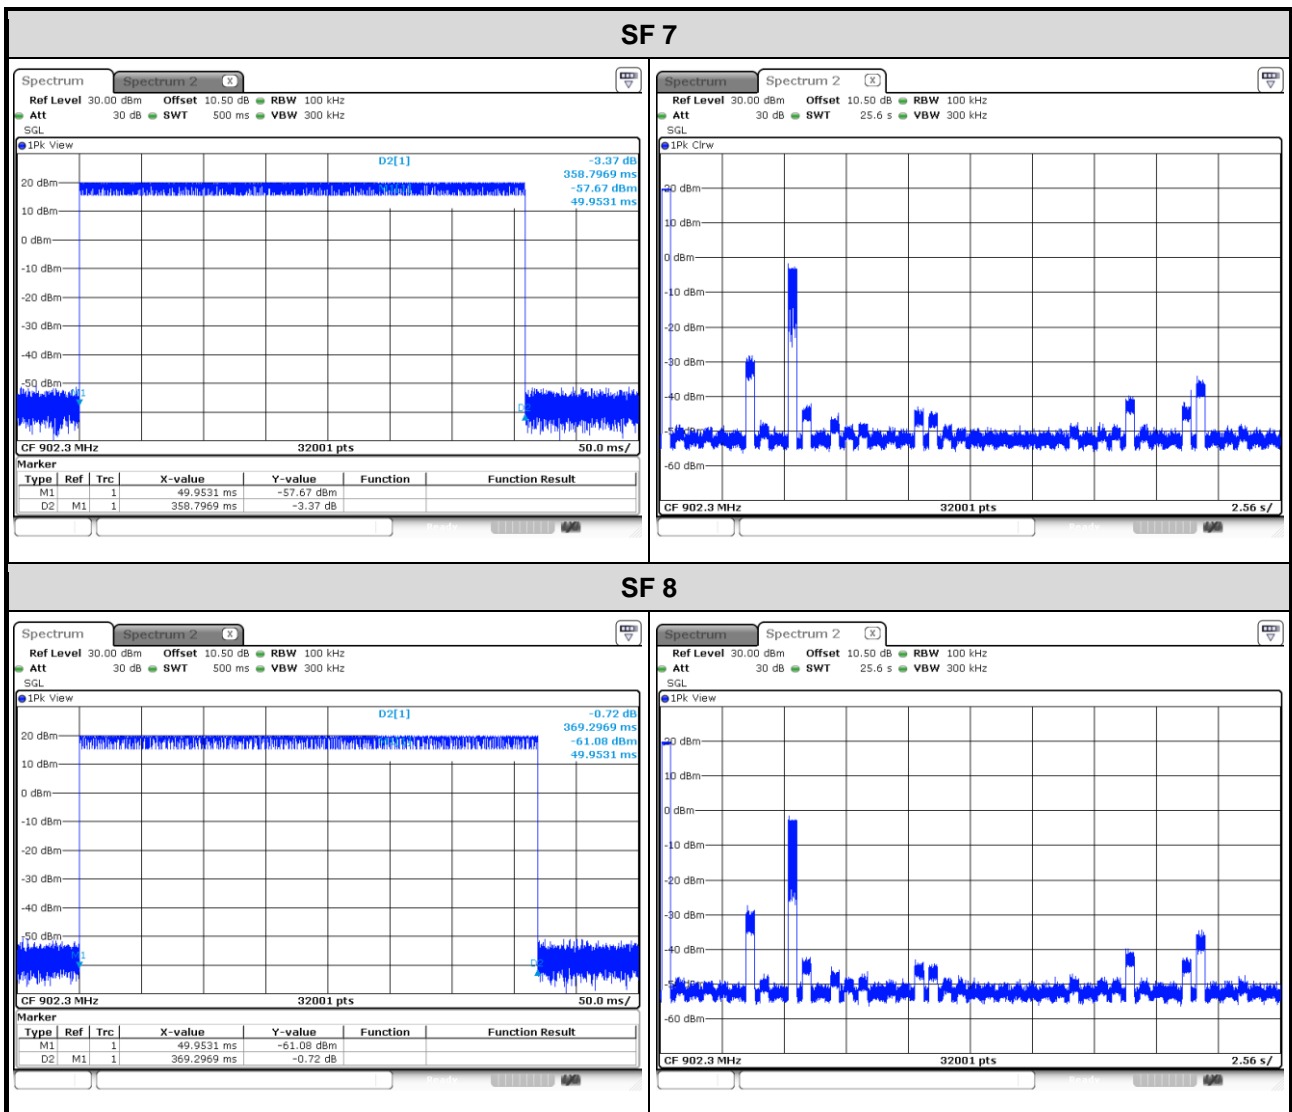 SF 7
Spectrum Spectrum 2 X
Ref Level 30.00 dBm Offset 10.50 dB RBW 100 kHz
Att 30 dB SWT 500 ms VBW 300 kHz
SGL
1Pk View
D2[1] -3.37 dB
358.7969 ms
-57.67 dBm
49.9531 ms
20 dBm
10 dBm
0 dBm
-10 dBm
-20 dBm
-30 dBm
-40 dBm
-50 dBm
CF 902.3 MHz 32001 pts 50.0 ms/
Marker
Type Ref Trc X-value Y-value Function Function Result
M1 1 49.9531 ms -57.67 dBm
D2 M1 1 358.7969 ms -3.37 dB
Spectrum Spectrum 2 X
Ref Level 30.00 dBm Offset 10.50 dB RBW 100 kHz
Att 30 dB SWT 25.6 s VBW 300 kHz
SGL
1Pk Clrw
20 dBm
10 dBm
0 dBm
-10 dBm
-20 dBm
-30 dBm
-40 dBm
-60 dBm
CF 902.3 MHz 32001 pts 2.56 s/
SF 8
Spectrum Spectrum 2 X
Ref Level 30.00 dBm Offset 10.50 dB RBW 100 kHz
Att 30 dB SWT 500 ms VBW 300 kHz
SGL
1Pk View
D2[1] -0.72 dB
369.2969 ms
-61.08 dBm
49.9531 ms
20 dBm
10 dBm
0 dBm
-10 dBm
-20 dBm
-30 dBm
-40 dBm
-50 dBm
CF 902.3 MHz 32001 pts 50.0 ms/
Marker
Type Ref Trc X-value Y-value Function Function Result
M1 1 49.9531 ms -61.08 dBm
D2 M1 1 369.2969 ms -0.72 dB
Spectrum Spectrum 2 X
Ref Level 30.00 dBm Offset 10.50 dB RBW 100 kHz
Att 30 dB SWT 25.6 s VBW 300 kHz
SGL
1Pk View
20 dBm
10 dBm
0 dBm
-10 dBm
-20 dBm
-30 dBm
-40 dBm
-60 dBm
CF 902.3 MHz 32001 pts 2.56 s/